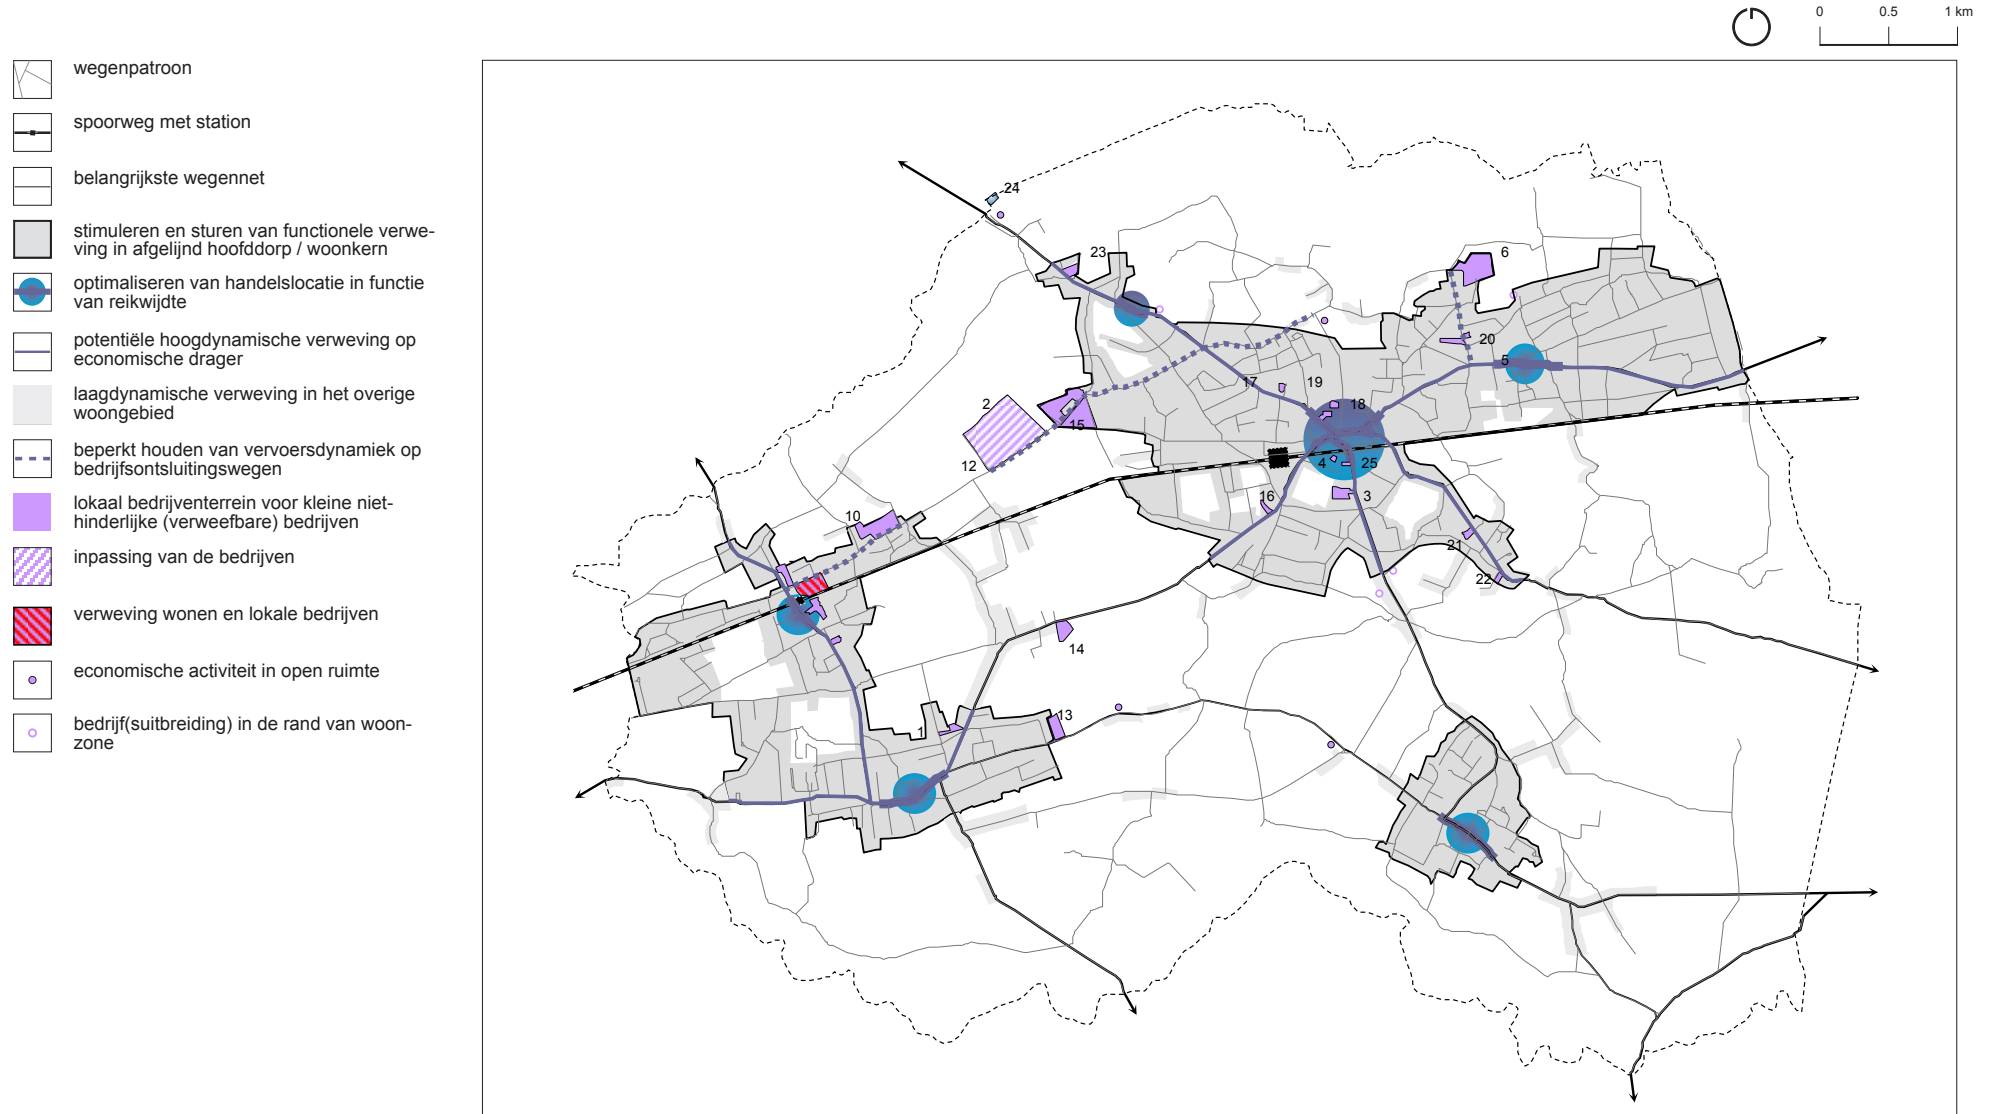 0 0.5 1 km
wegenpatroon
spoorweg met station
belangrijkste wegennet
stimuleren en sturen van functionele verwe-
ving in afgelijnd hoofddorp / woonkern
optimaliseren van handelslocatie in functie
van reikwijdte
potentiële hoogdynamische verweving op
economische drager
laagdynamische verweving in het overige
woongebied
beperkt houden van vervoersdynamiek op
bedrijfsontsluitingswegen
lokaal bedrijventerrein voor kleine niet-
hinderlijke (verweefbare) bedrijven
inpassing van de bedrijven
verweving wonen en lokale bedrijven
economische activiteit in open ruimte
bedrijf(suitbreiding) in de rand van woon-
zone
24
23
6
20
5
17
19
18
2
15
12
4
25
16
3
10
21
22
14
13
1